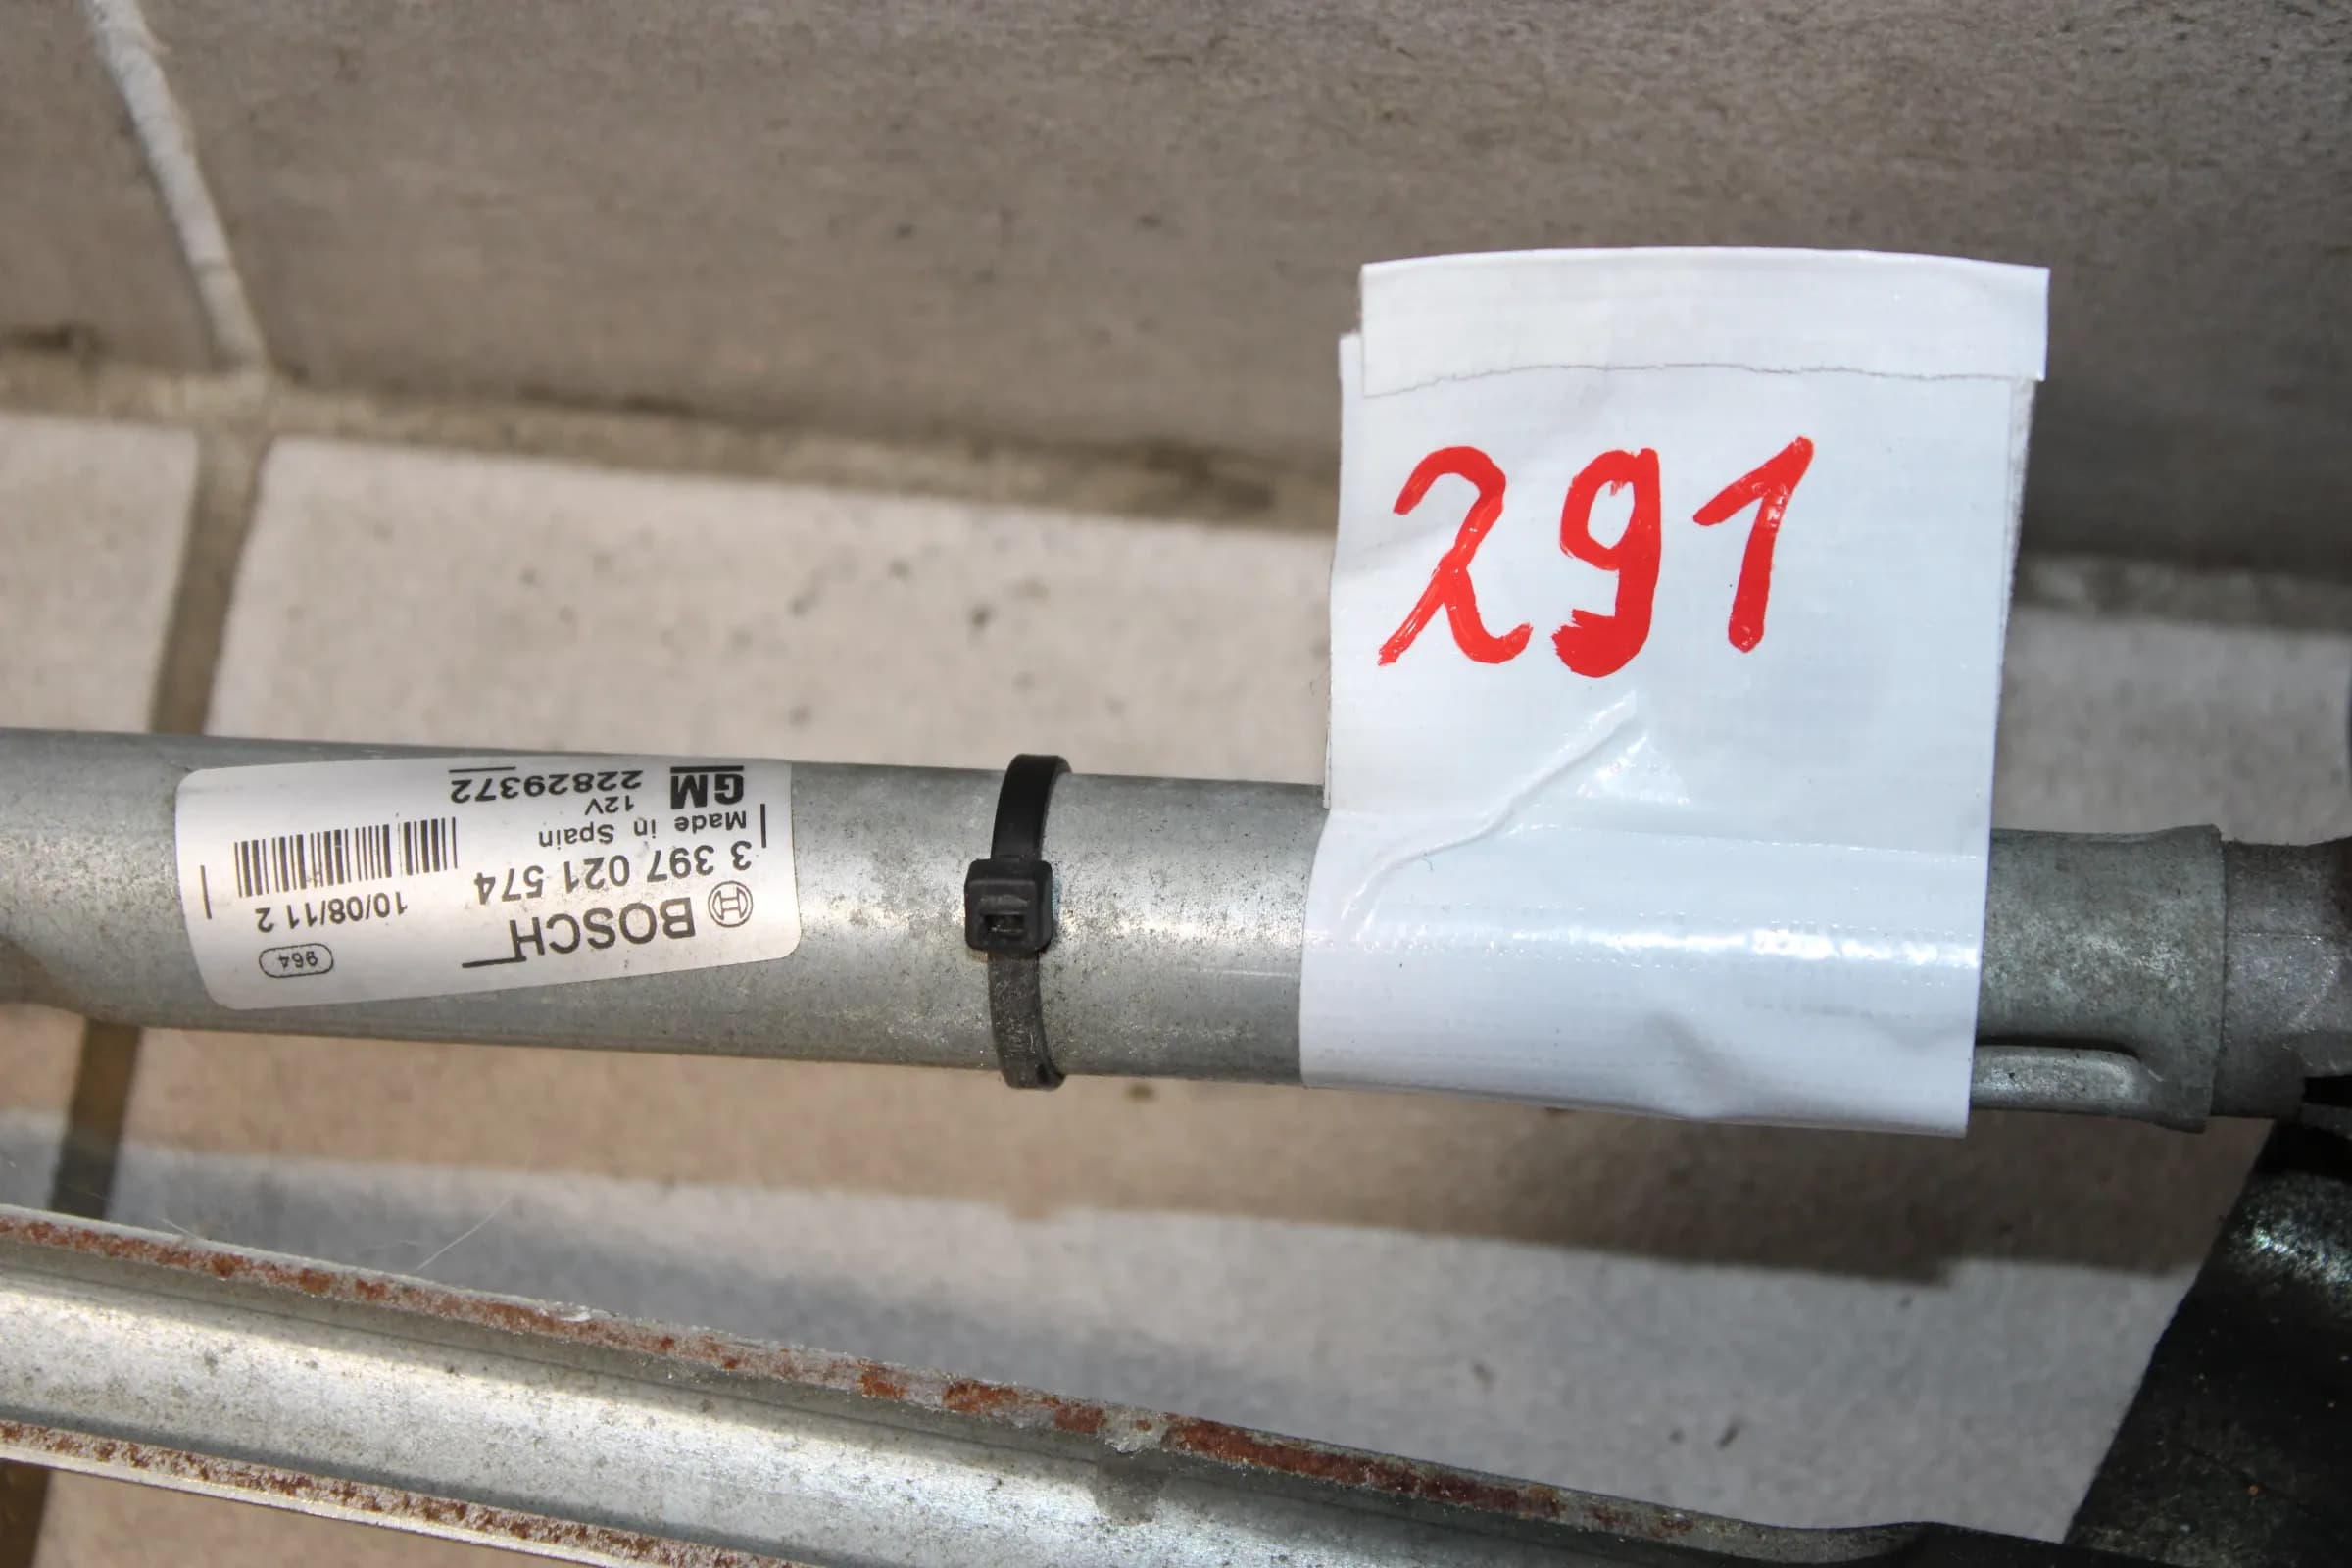 291
964
BOSCH
10/08/11 2
3 397 021 574
Made in Spain
12V
GM 22829372